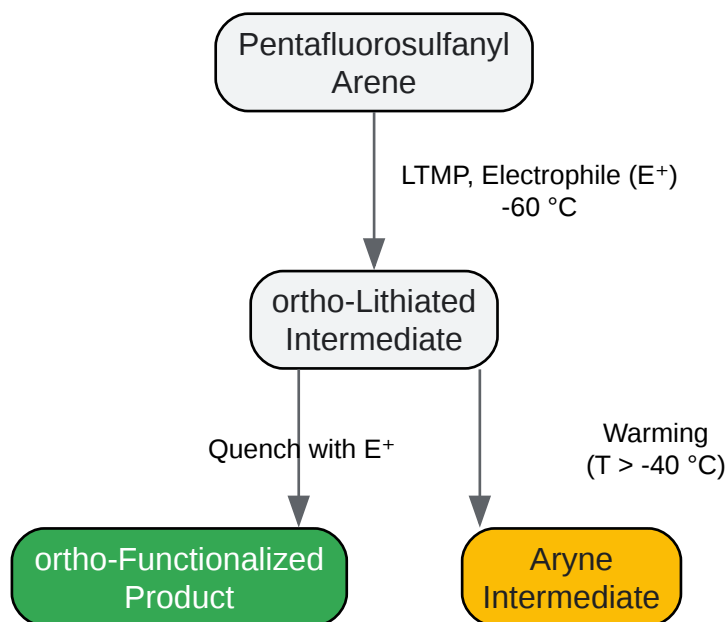 Pentafluorosulfanyl
Arene
LTMP, Electrophile (E⁺)
-60 °C
ortho-Lithiated
Intermediate
Quench with E⁺
Warming
(T > -40 °C)
ortho-Functionalized
Product
Aryne
Intermediate